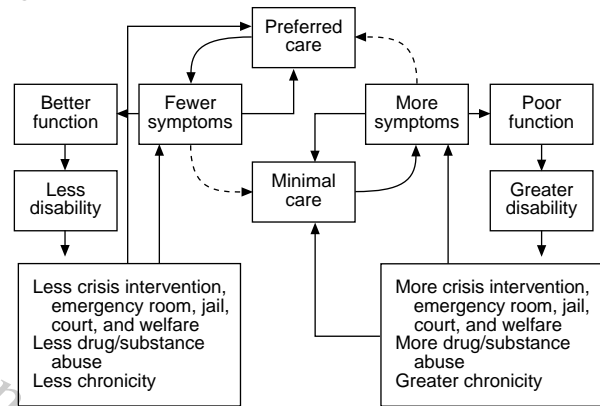 Preferred
care
Better
function
Fewer
symptoms
More
symptoms
Poor
function
Less
disability
Minimal
care
Greater
disability
Less crisis intervention,
emergency room, jail,
court, and welfare
Less drug/substance
abuse
Less chronicity
More crisis intervention,
emergency room, jail,
court, and welfare
More drug/substance
abuse
Greater chronicity